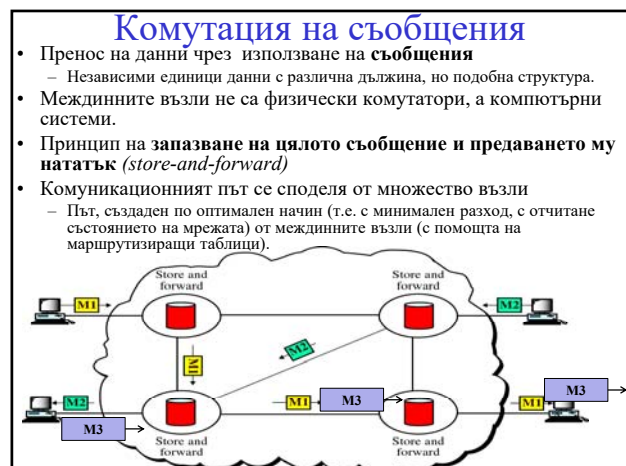 Комутация на съобщения
• Пренос на данни чрез използване на съобщения
– Независими единици данни с различна дължина, но подобна структура.
• Междинните възли не са физически комутатори, а компютърни
системи.
• Принцип на запазване на цялото съобщение и предаването му
нататък (store-and-forward)
• Комуникационният път се споделя от множество възли
– Път, създаден по оптимален начин (т.е. с минимален разход, с отчитане
състоянието на мрежата) от междинните възли (с помощта на
маршрутизиращи таблици).
Store and
forward
Store and
forward
M1
M2
M1
M2
M2
M1
M3
M1
M3
M3
Store and
forward
Store and
forward